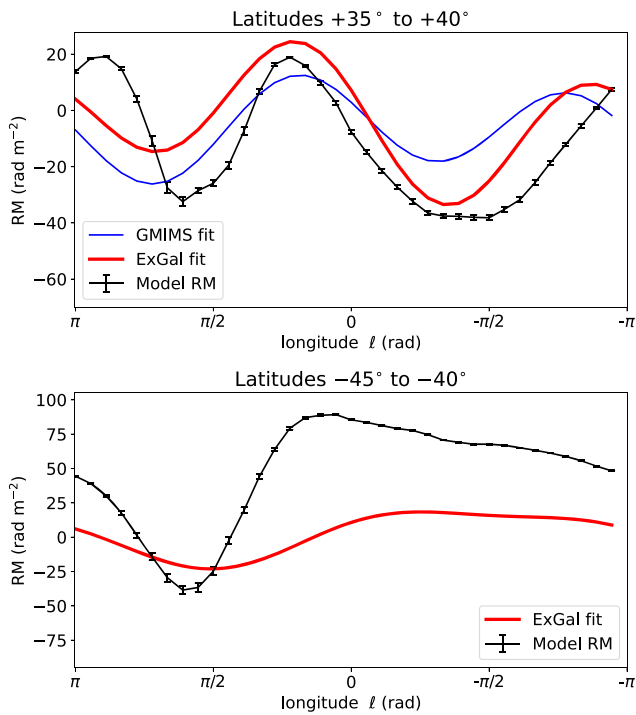 Latitudes +35° to +40°
RM (rad m⁻²)
20
0
−20
−40
−60
GMIMS fit
ExGal fit
Model RM
π
π/2
0
-π/2
-π
longitude ℓ (rad)
Latitudes −45° to −40°
RM (rad m⁻²)
100
75
50
25
0
−25
−50
−75
ExGal fit
Model RM
π
π/2
0
-π/2
-π
longitude ℓ (rad)